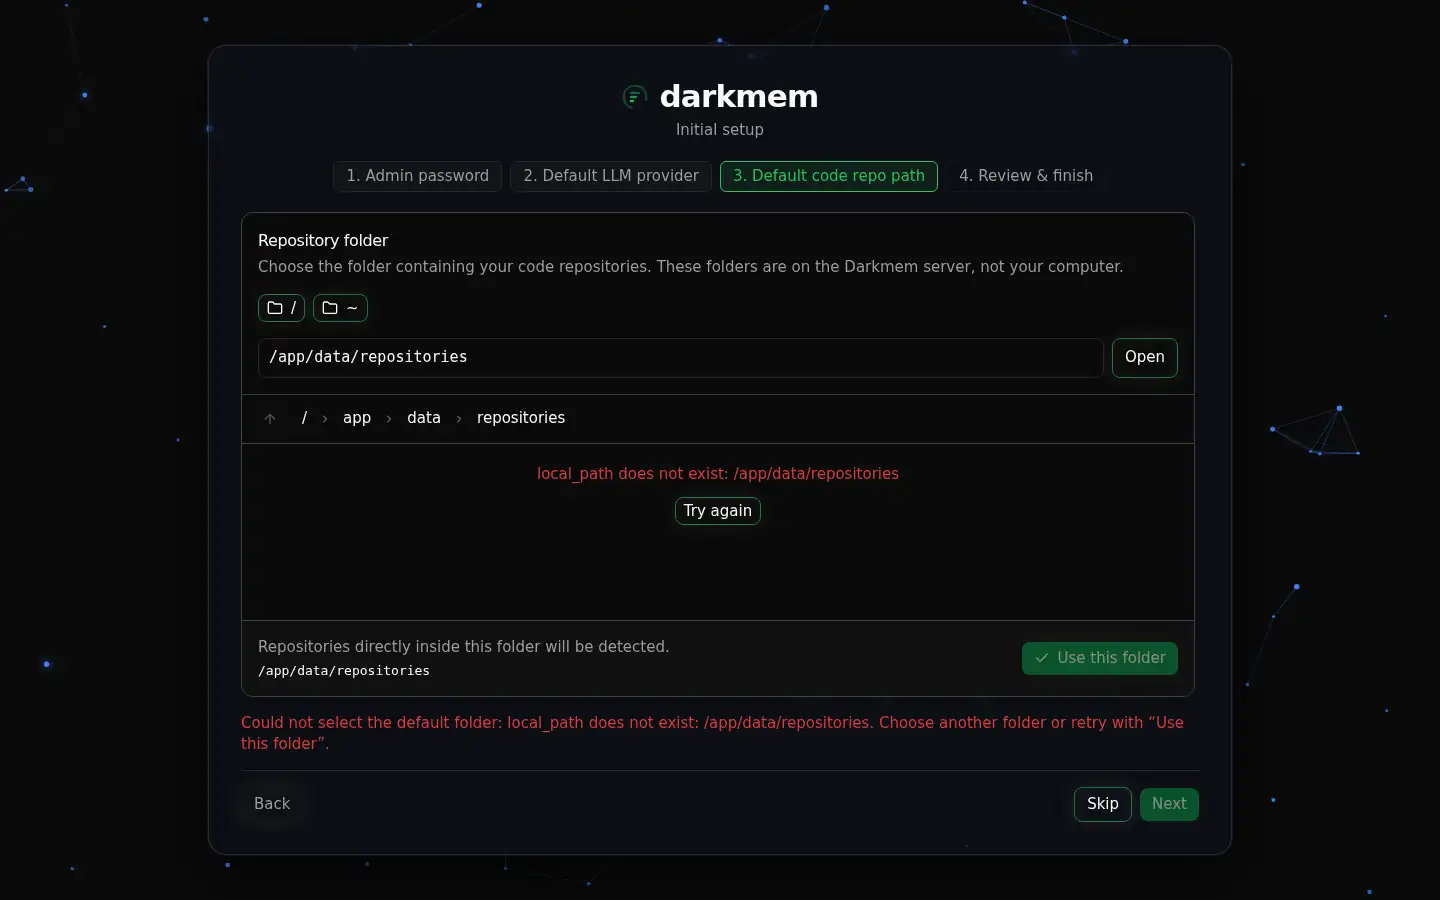 darkmem
Initial setup
1. Admin password
2. Default LLM provider
3. Default code repo path
4. Review & finish
Repository folder
Choose the folder containing your code repositories. These folders are on the Darkmem server, not your computer.
/
~
/app/data/repositories
Open
/ › app › data › repositories
local_path does not exist: /app/data/repositories
Try again
Repositories directly inside this folder will be detected.
/app/data/repositories
Use this folder
Could not select the default folder: local_path does not exist: /app/data/repositories. Choose another folder or retry with “Use
this folder”.
Back
Skip
Next